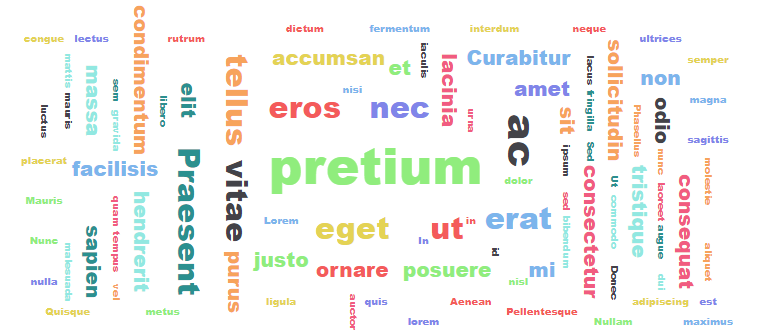 congue
lectus
condimentum
rutrum
dictum
fermentum
interdum
neque
ultrices
mattis
mauris
massa
sem
gravida
libero
elit
tellus
accumsan
et
iaculis
lacinia
Curabitur
lacus
fringilla
sollicitudin
non
semper
luctus
nisi
eros
nec
urna
amet
sit
ac
Phasellus
odio
magna
sagittis
placerat
facilisis
Praesent
vitae
pretium
dolor
ipsum
Sed
consectetur
Ut
commodo
tristique
nunc
laoreet
augue
consequat
molestie
Mauris
quam
tempus
hendrerit
Lorem
eget
In
ut
in
erat
sed
bibendum
Nunc
malesuada
sapien
vel
purus
justo
ornare
posuere
id
nisl
mi
Donec
dui
aliquet
nulla
Quisque
metus
ligula
auctor
quis
lorem
Aenean
Pellentesque
Nullam
adipiscing
est
maximus